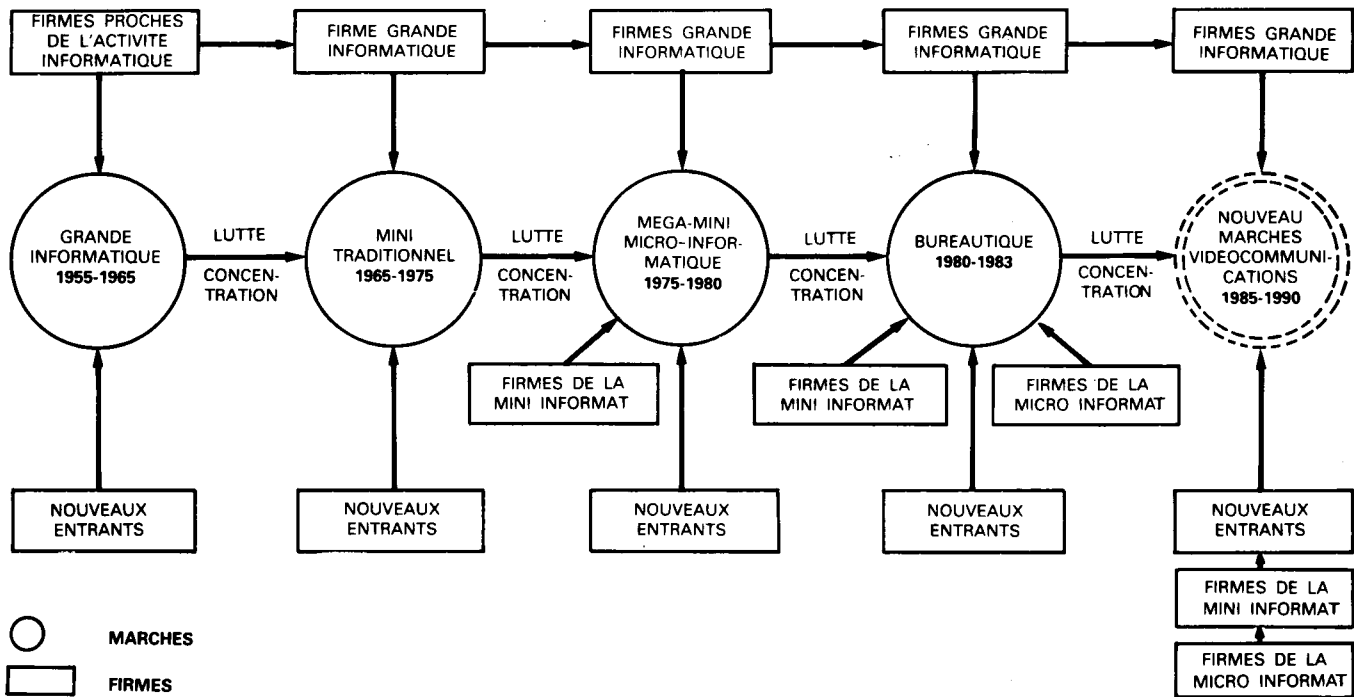 FIRMES PROCHES
DE L'ACTIVITE
INFORMATIQUE
FIRME GRANDE
INFORMATIQUE
FIRMES GRANDE
INFORMATIQUE
FIRMES GRANDE
INFORMATIQUE
FIRMES GRANDE
INFORMATIQUE
GRANDE
INFORMATIQUE
1955-1965
LUTTE
CONCEN-
TRATION
MINI
TRADITIONNEL
1965-1975
LUTTE
CONCEN-
TRATION
MEGA-MINI
MICRO-INFOR-
MATIQUE
1975-1980
LUTTE
CONCEN-
TRATION
BUREAUTIQUE
1980-1983
LUTTE
CONCEN-
TRATION
NOUVEAU
MARCHES
VIDEOCOMMUNI-
CATIONS
1985-1990
FIRMES DE LA
MINI INFORMAT
FIRMES DE LA
MINI INFORMAT
FIRMES DE LA
MICRO INFORMAT
NOUVEAUX
ENTRANTS
NOUVEAUX
ENTRANTS
NOUVEAUX
ENTRANTS
NOUVEAUX
ENTRANTS
NOUVEAUX
ENTRANTS
FIRMES DE LA
MINI INFORMAT
FIRMES DE LA
MICRO INFORMAT
MARCHES
FIRMES